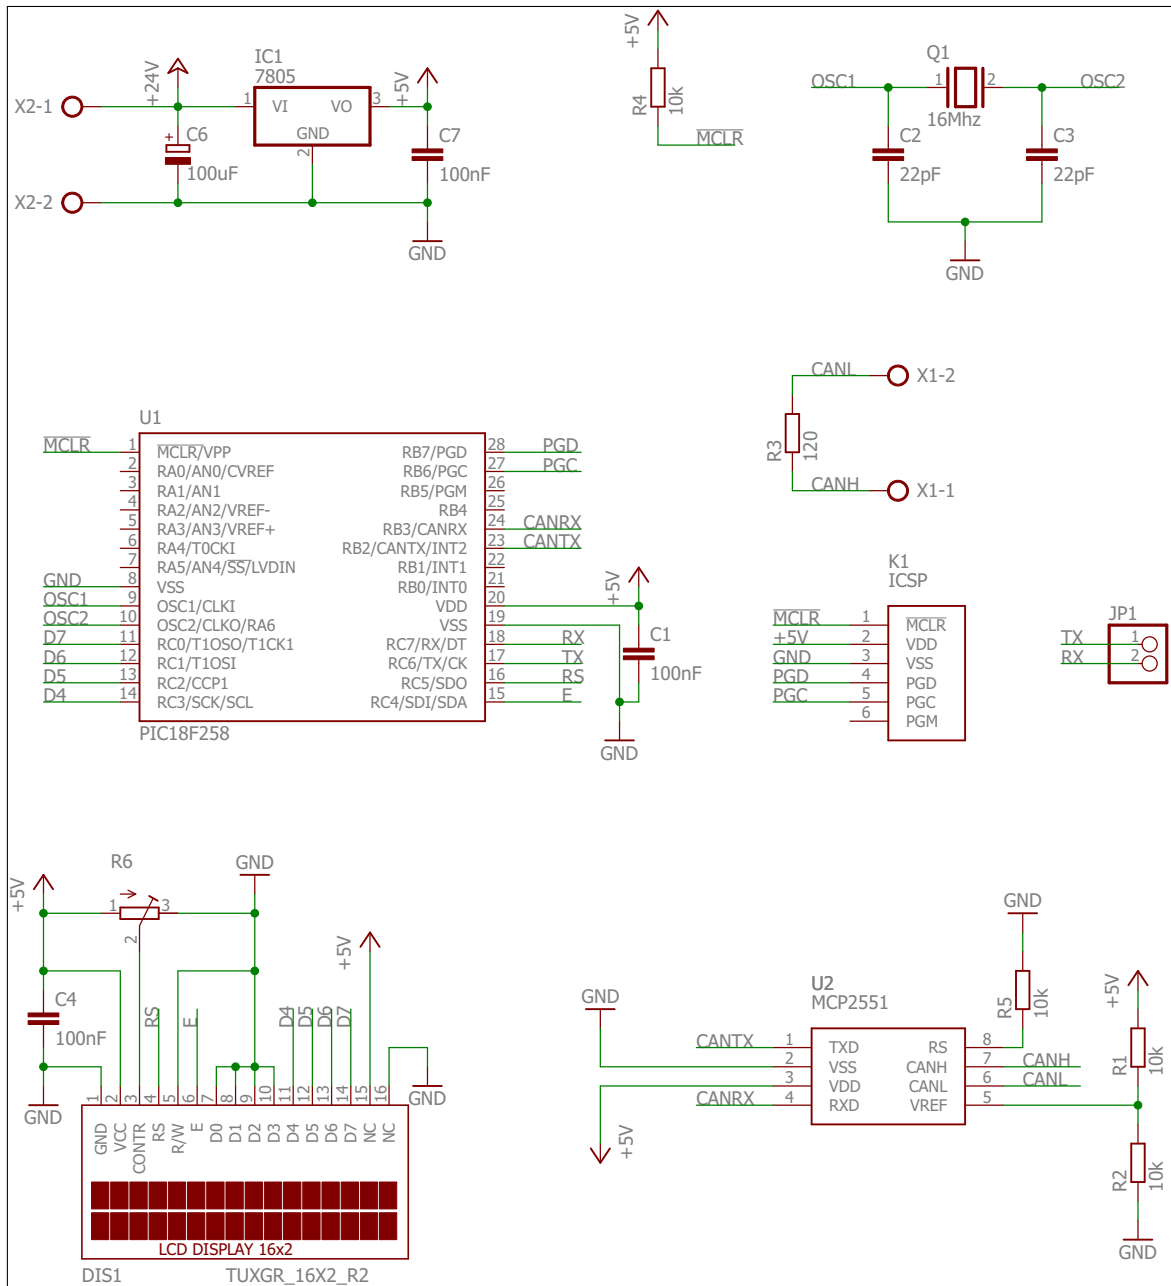 IC1
7805
+24V
X2-1
1
VI
VO
3
+5V
GND
2
+
C6
100uF
C7
100nF
X2-2
GND
+5V
R4
10k
MCLR
Q1
OSC1
1
2
OSC2
16Mhz
C2
22pF
C3
22pF
GND
CANL
X1-2
R3
120
CANH
X1-1
U1
MCLR 1 MCLR/VPP
2 RA0/AN0/CVREF
3 RA1/AN1
4 RA2/AN2/VREF-
5 RA3/AN3/VREF+
6 RA4/T0CKI
7 RA5/AN4/SS/LVDIN
GND 8 VSS
OSC1 9 OSC1/CLKI
OSC2 10 OSC2/CLKO/RA6
D7 11 RC0/T1OSO/T1CK1
D6 12 RC1/T1OSI
D5 13 RC2/CCP1
D4 14 RC3/SCK/SCL
RB7/PGD 28 PGD
RB6/PGC 27 PGC
RB5/PGM 26
RB4 25
RB3/CANRX 24 CANRX
RB2/CANTX/INT2 23 CANTX
RB1/INT1 22
RB0/INT0 21
VDD 20
VSS 19
RC7/RX/DT 18 RX
RC6/TX/CK 17 TX
RC5/SDO 16 RS
RC4/SDI/SDA 15 E
PIC18F258
+5V
C1
100nF
GND
K1
ICSP
MCLR 1 MCLR
+5V 2 VDD
GND 3 VSS
PGD 4 PGD
PGC 5 PGC
6 PGM
JP1
TX 1
RX 2
R6
+5V
1
3
2
GND
+5V
C4
100nF
GND
RS
E
D4
D5
D6
D7
GND
1 GND
2 VCC
3 CONTR
4 RS
5 R/W
6 E
7 D0
8 D1
9 D2
10 D3
11 D4
12 D5
13 D6
14 D7
15 NC
16 NC
LCD DISPLAY 16x2
DIS1
TUXGR_16X2_R2
GND
U2
MCP2551
CANTX 1 TXD
2 VSS
3 VDD
CANRX 4 RXD
RS 8
CANH 7 CANH
CANL 6 CANL
VREF 5
+5V
GND
R5
10k
+5V
R1
10k
R2
10k
GND